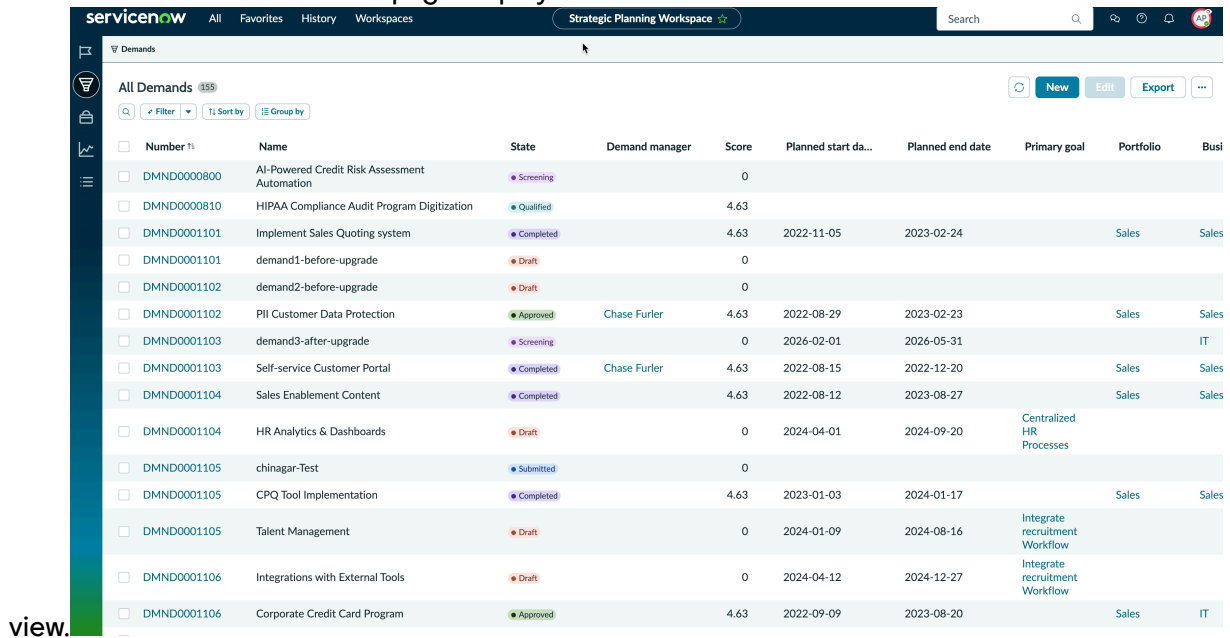 servicenow All Favorites History Workspaces Strategic Planning Workspace ☆ Search AP
Demands
All Demands 155 New Edit Export ...
Filter Sort by Group by
Number Name State Demand manager Score Planned start da... Planned end date Primary goal Portfolio Busi
DMND0000800 AI-Powered Credit Risk Assessment Automation Screening 0
DMND0000810 HIPAA Compliance Audit Program Digitization Qualified 4.63
DMND0001101 Implement Sales Quoting system Completed 4.63 2022-11-05 2023-02-24 Sales Sales
DMND0001101 demand1-before-upgrade Draft 0
DMND0001102 demand2-before-upgrade Draft 0
DMND0001102 PII Customer Data Protection Approved Chase Furler 4.63 2022-08-29 2023-02-23 Sales Sales
DMND0001103 demand3-after-upgrade Screening 0 2026-02-01 2026-05-31 IT
DMND0001103 Self-service Customer Portal Completed Chase Furler 4.63 2022-08-15 2022-12-20 Sales Sales
DMND0001104 Sales Enablement Content Completed 4.63 2022-08-12 2023-08-27 Sales Sales
DMND0001104 HR Analytics & Dashboards Draft 0 2024-04-01 2024-09-20 Centralized HR Processes
DMND0001105 chinagar-Test Submitted 0
DMND0001105 CPQ Tool Implementation Completed 4.63 2023-01-03 2024-01-17 Sales Sales
DMND0001105 Talent Management Draft 0 2024-01-09 2024-08-16 Integrate recruitment Workflow
DMND0001106 Integrations with External Tools Draft 0 2024-04-12 2024-12-27 Integrate recruitment Workflow
DMND0001106 Corporate Credit Card Program Approved 4.63 2022-09-09 2023-08-20 Sales IT
view.